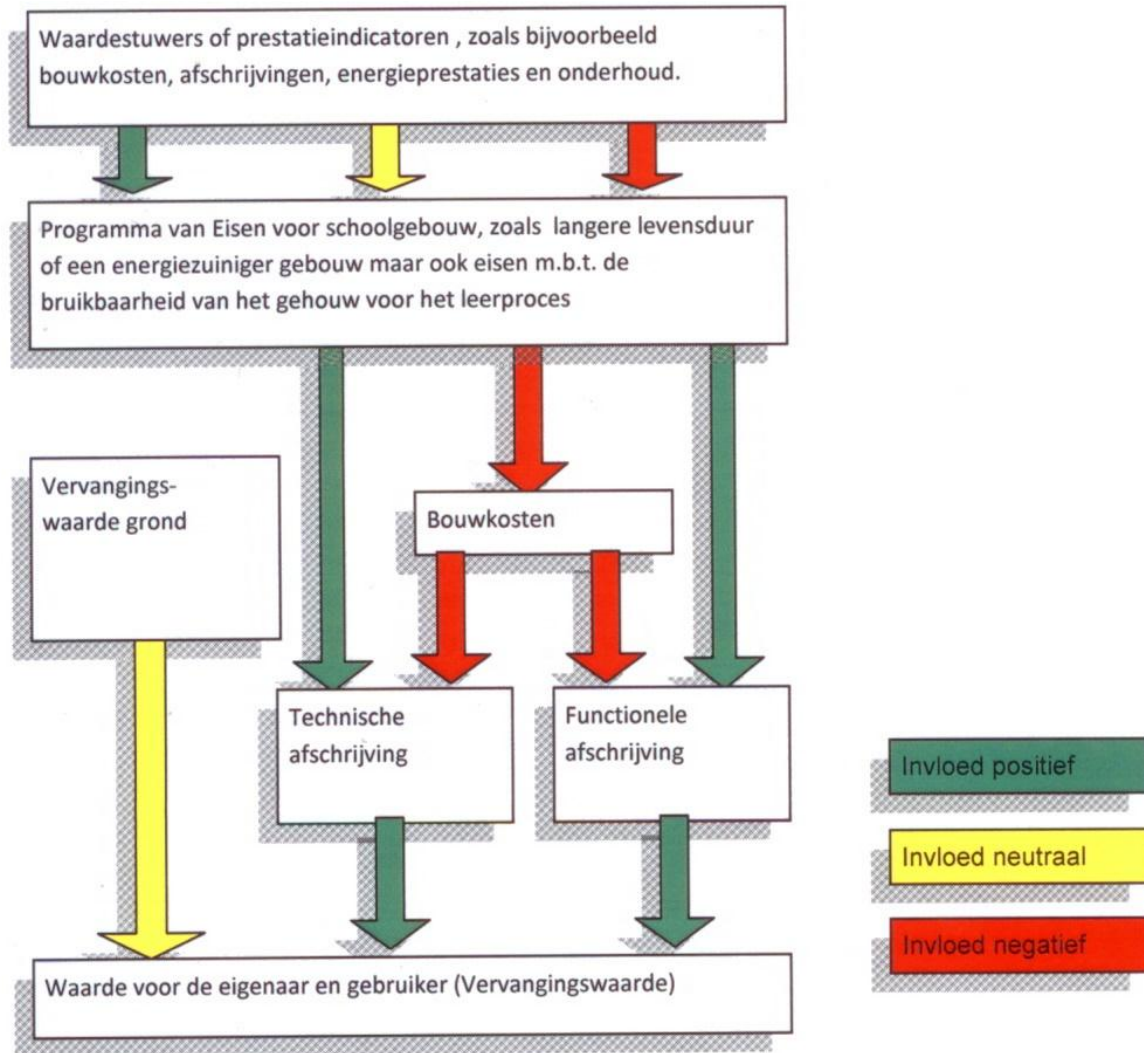 Waardestuwers of prestatieindicatoren , zoals bijvoorbeeld
bouwkosten, afschrijvingen, energieprestaties en onderhoud.
Programma van Eisen voor schoolgebouw, zoals langere levensduur
of een energiezuiniger gebouw maar ook eisen m.b.t. de
bruikbaarheid van het gehouw voor het leerproces
Vervangings-
waarde grond
Bouwkosten
Technische
afschrijving
Functionele
afschrijving
Invloed positief
Invloed neutraal
Invloed negatief
Waarde voor de eigenaar en gebruiker (Vervangingswaarde)